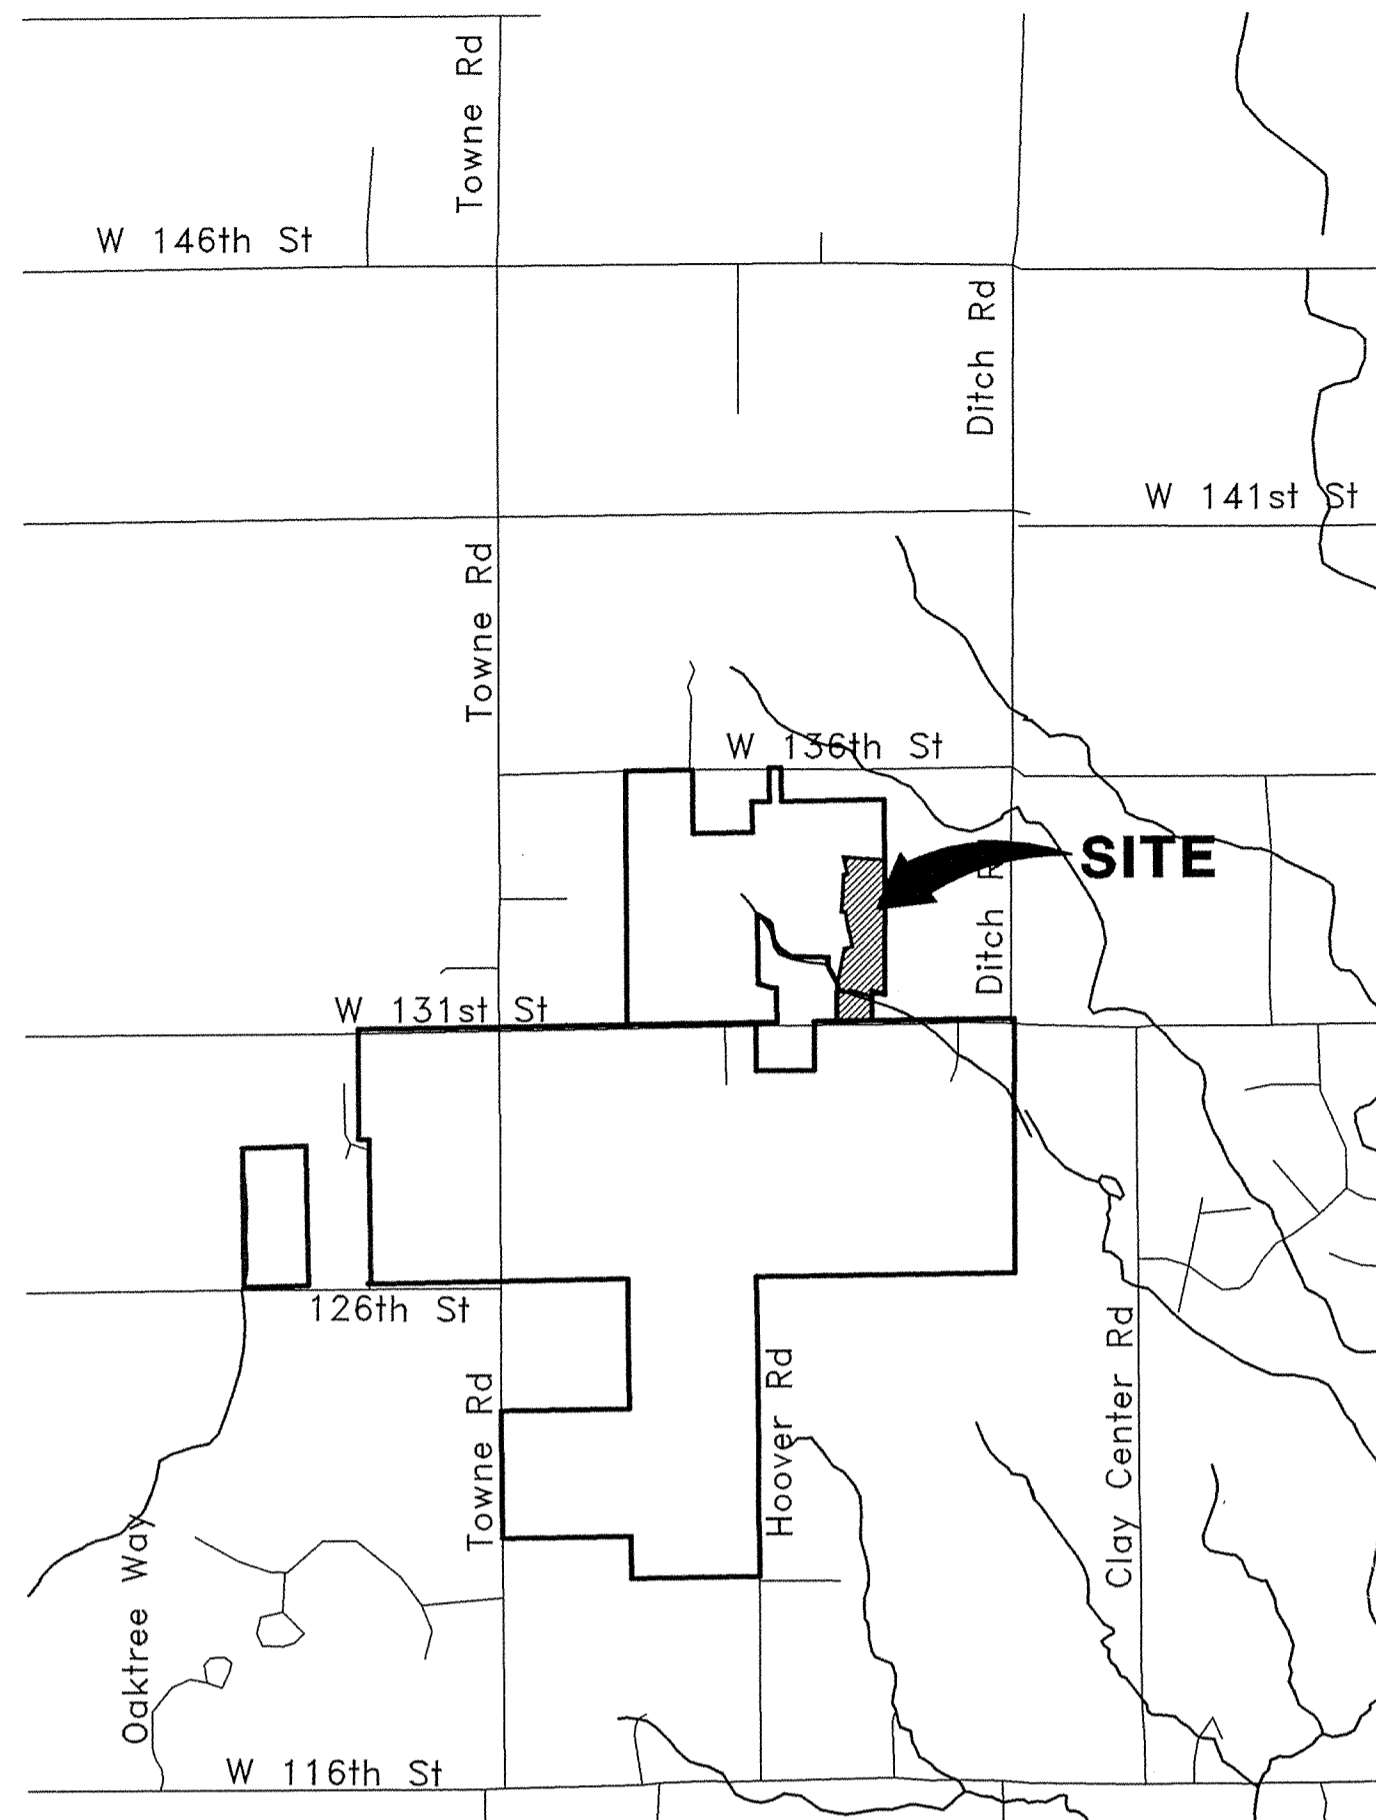 Towne Rd
W 146th St
Ditch Rd
W 141st St
Towne Rd
W 136th St
SITE
Ditch R
W 131st St
126th St
Towne Rd
Hoover Rd
Clay Center Rd
Oaktree Way
W 116th St